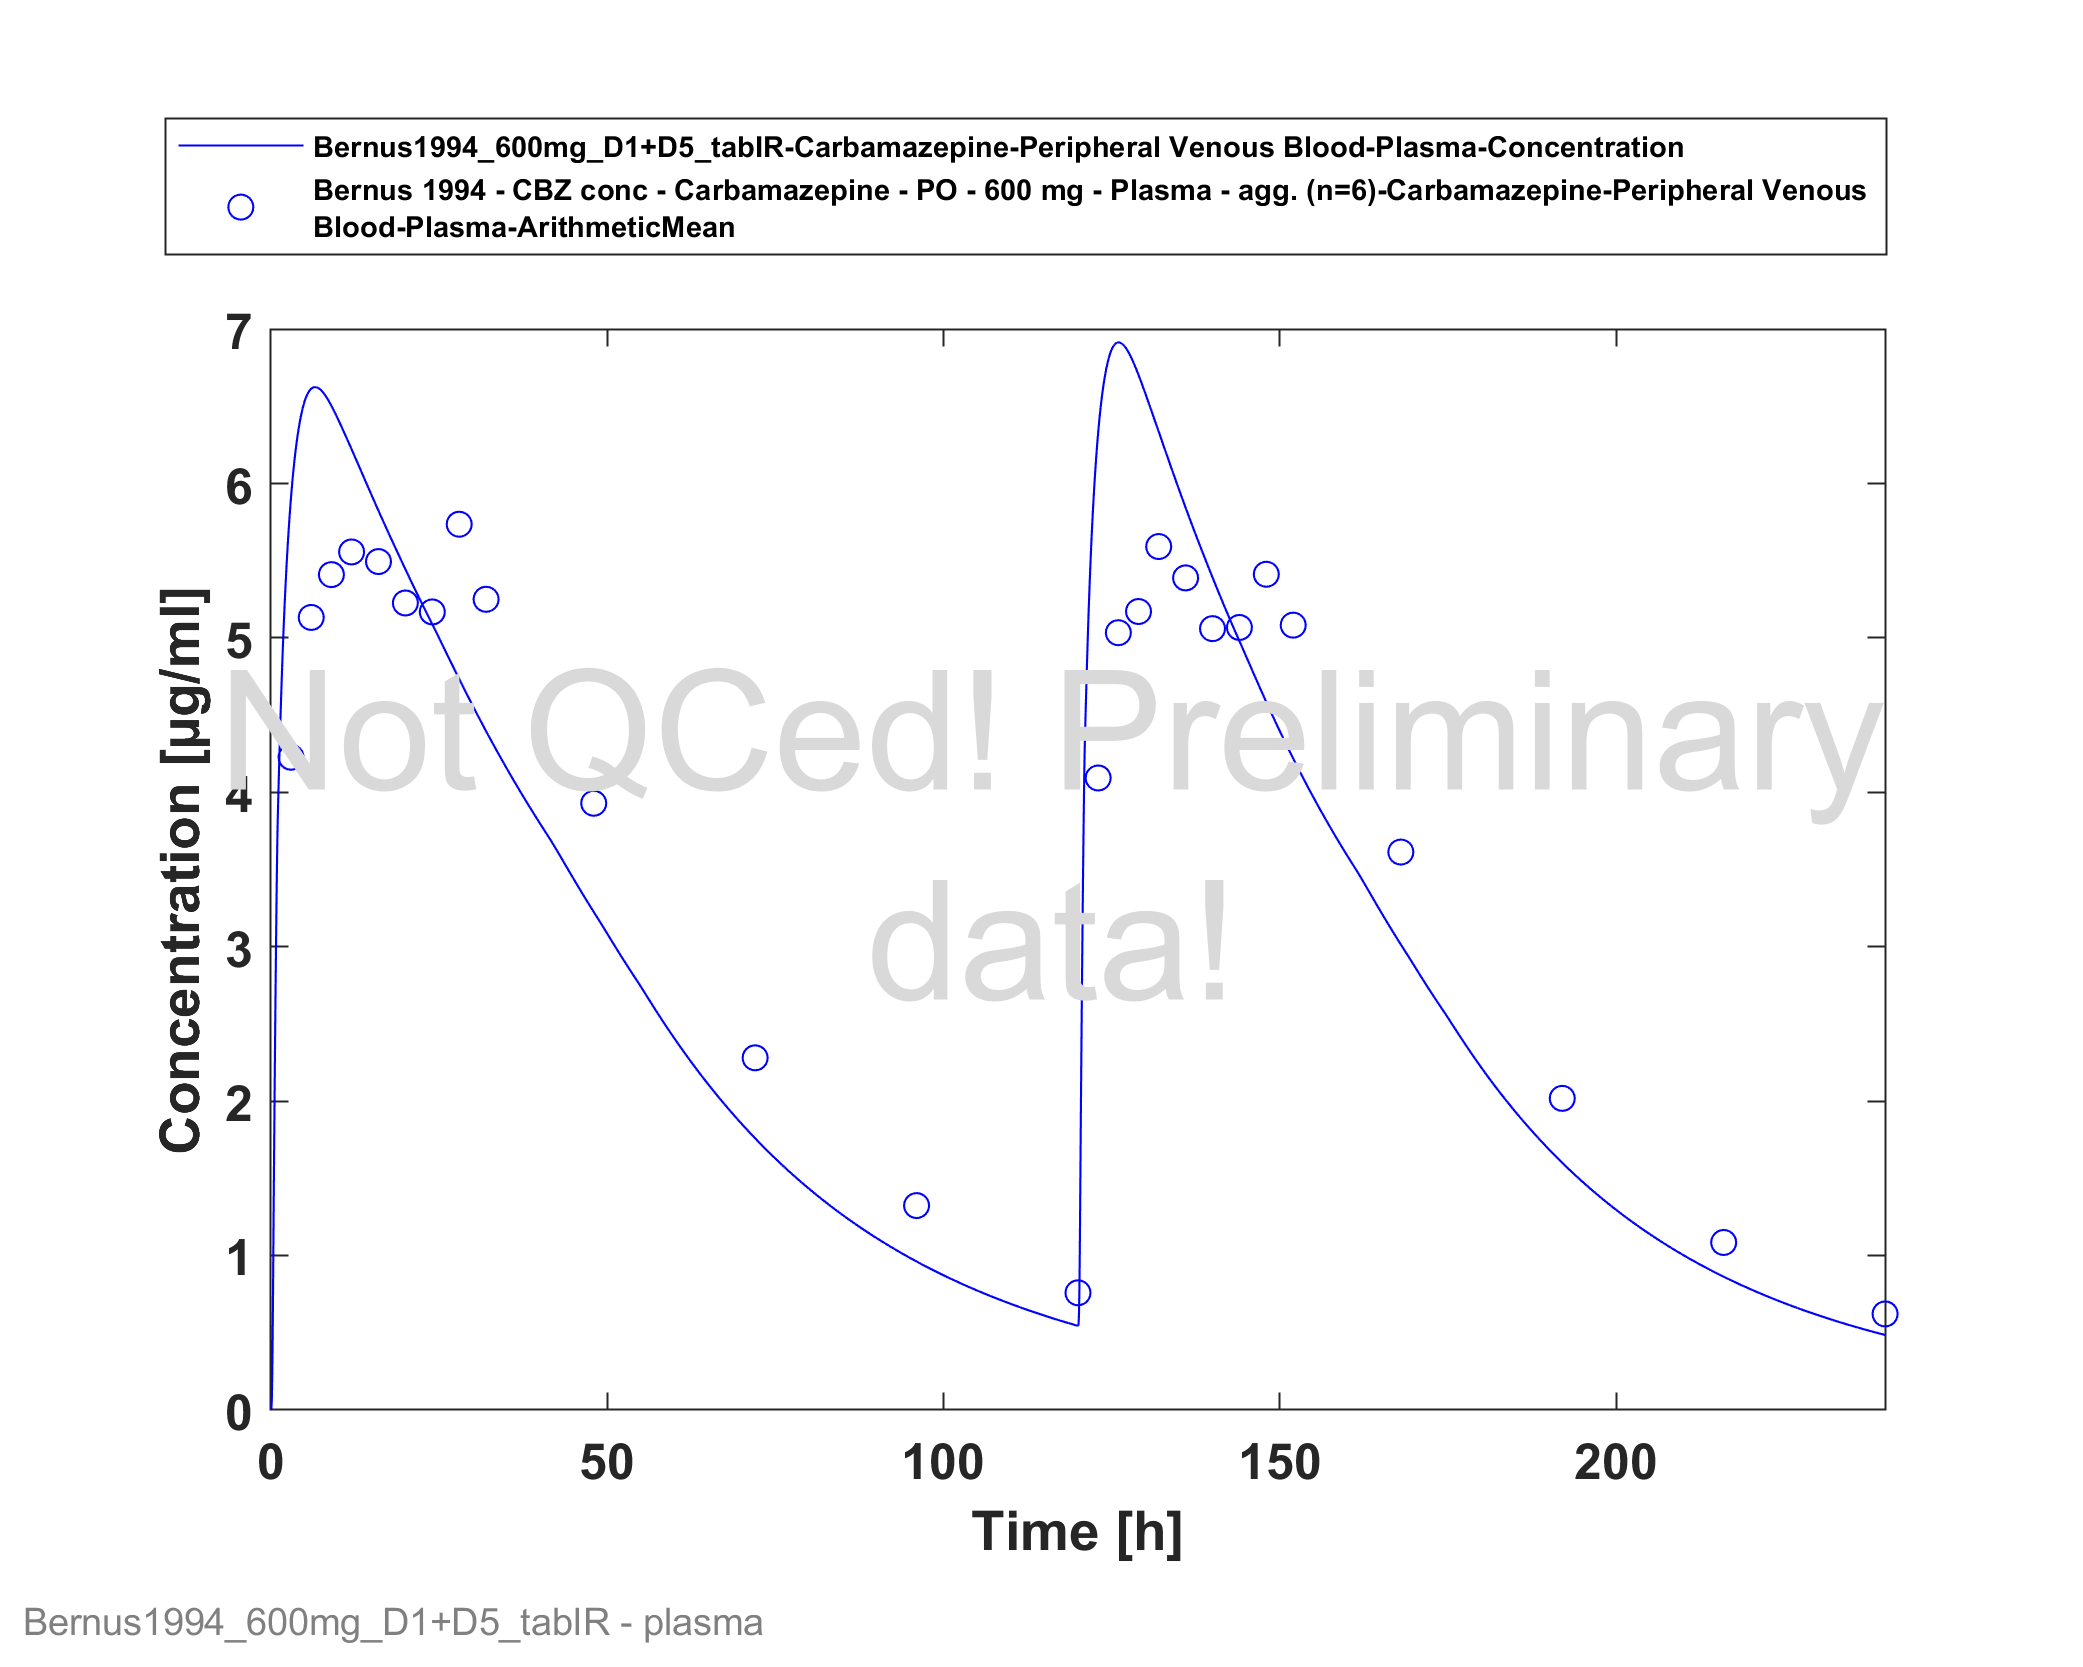 Bernus1994_600mg_D1+D5_tabIR-Carbamazepine-Peripheral Venous Blood-Plasma-Concentration
Bernus 1994 - CBZ conc - Carbamazepine - PO - 600 mg - Plasma - agg. (n=6)-Carbamazepine-Peripheral Venous
Blood-Plasma-ArithmeticMean
7
6
5
4
3
2
1
0
Concentration [µg/ml]
Not QCed! Preliminary
data!
0 50 100 150 200
Time [h]
Bernus1994_600mg_D1+D5_tabIR - plasma